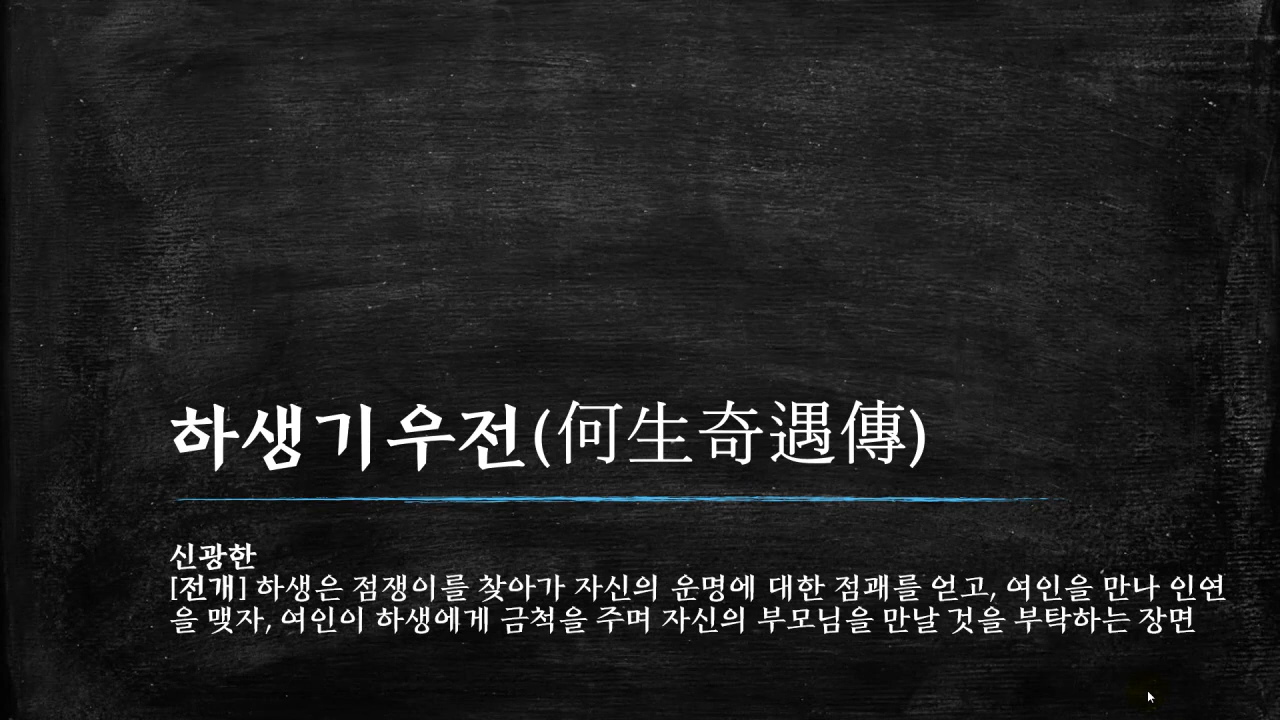 하생기우전(何生奇遇傳)
신광한
[전개] 하생은 점쟁이를 찾아가 자신의 운명에 대한 점괘를 얻고, 여인을 만나 인연
을 맺자, 여인이 하생에게 금척을 주며 자신의 부모님을 만날 것을 부탁하는 장면